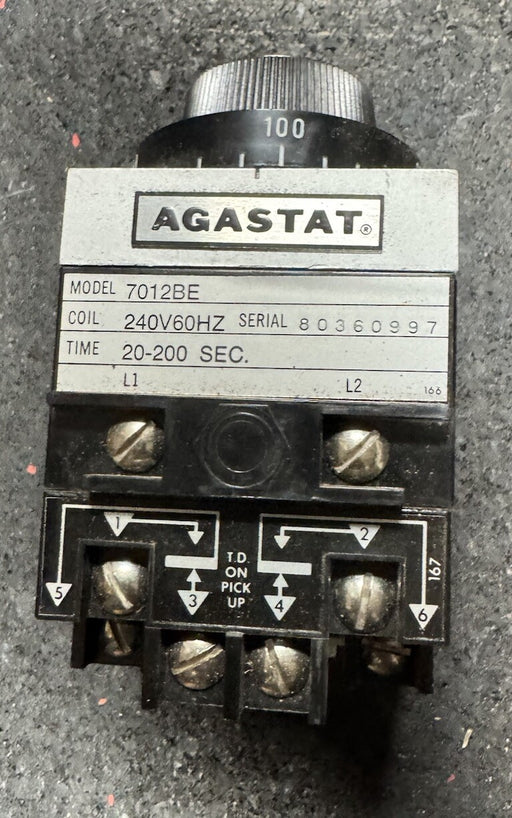 100
AGASTAT®
MODEL 7012BE
COIL 240V60HZ SERIAL 80360997
TIME 20-200 SEC.
L1 L2 166
1 2
T.D.
ON
PICK
UP
5 3 4 6
167